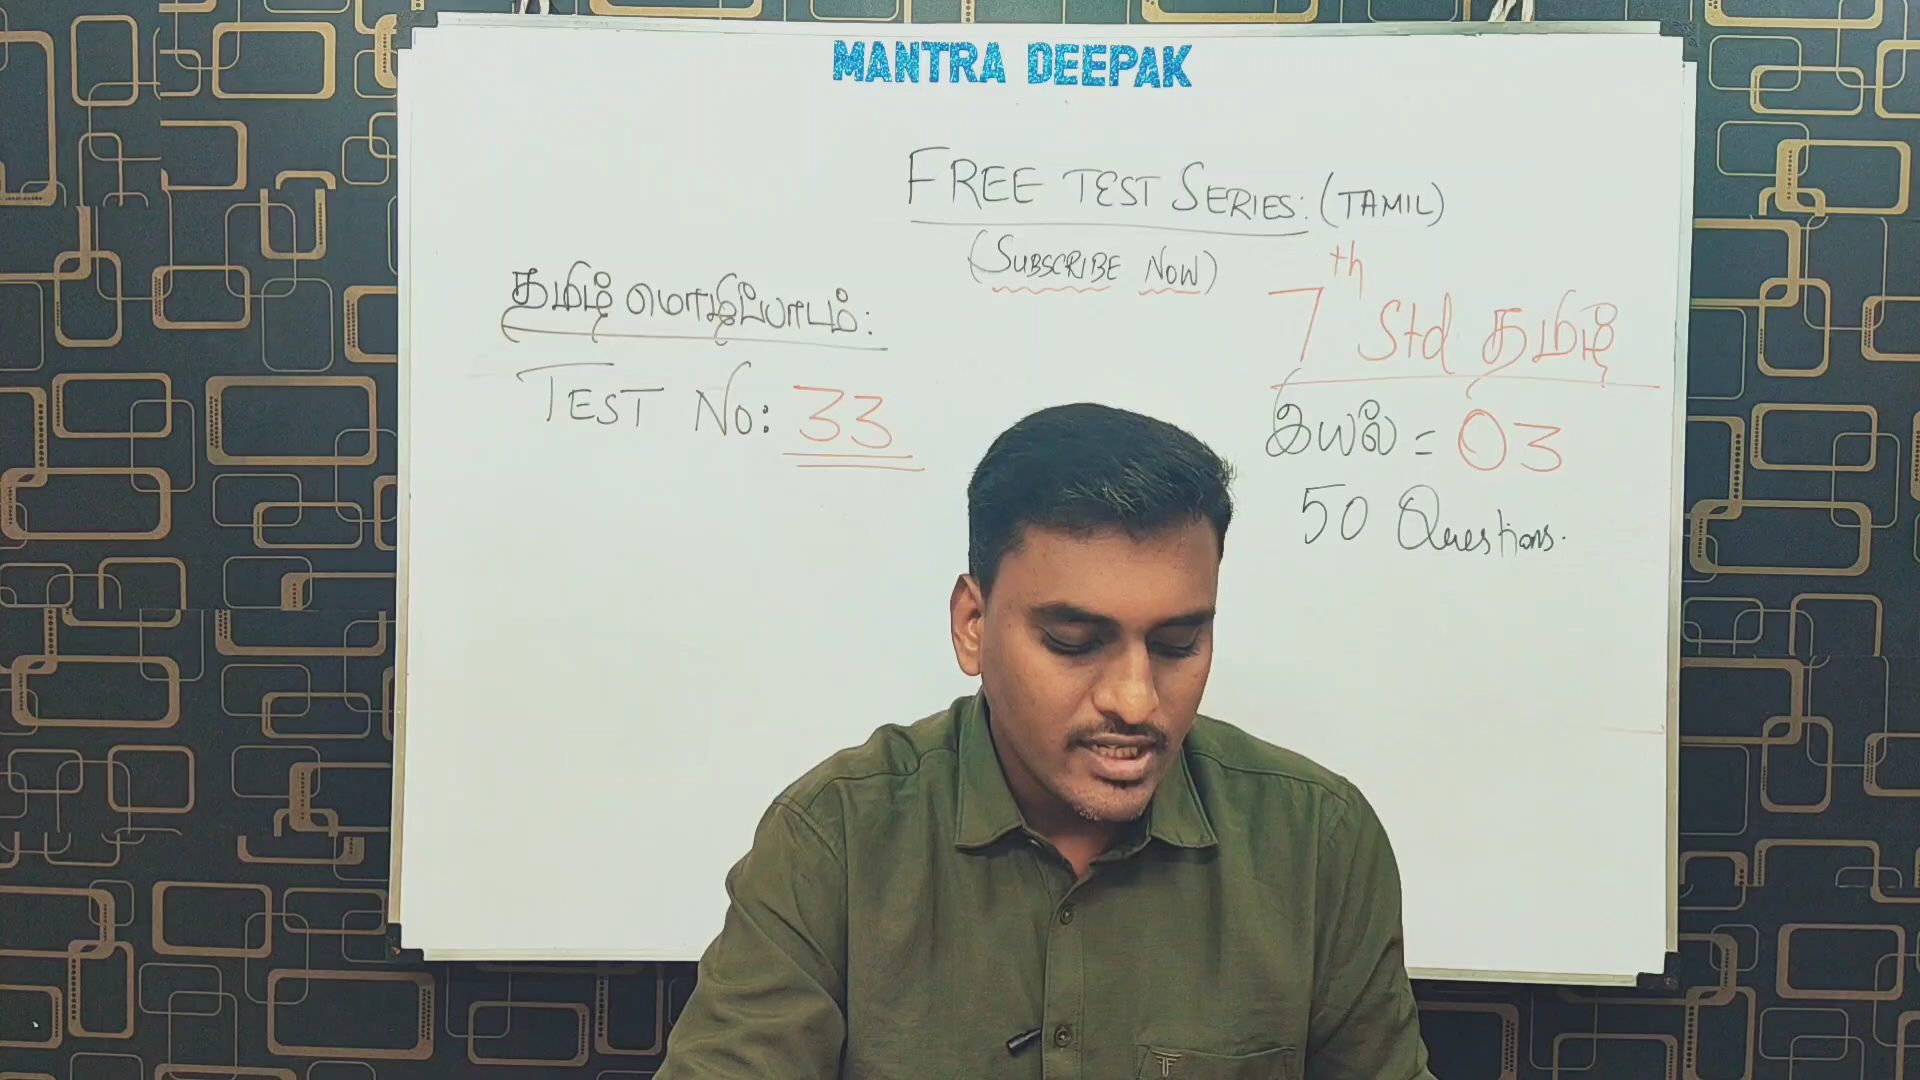 MANTRA DEEPAK
FREE TEST SERIES: (TAMIL)
(SUBSCRIBE NOW)
தமிழ் மொழிப்பாடம்:
TEST No: 33
7th Std தமிழ்
இயல் = 03
50 Questions.